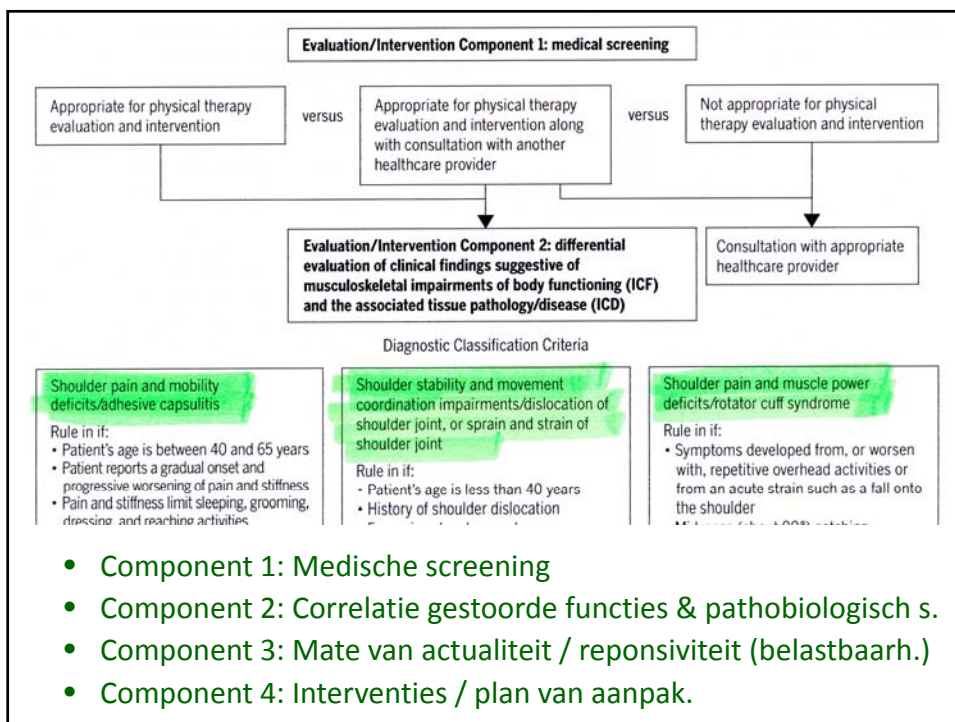 Evaluation/Intervention Component 1: medical screening
Appropriate for physical therapy
evaluation and intervention
versus
Appropriate for physical therapy
evaluation and intervention along
with consultation with another
healthcare provider
versus
Not appropriate for physical
therapy evaluation and intervention
Evaluation/Intervention Component 2: differential
evaluation of clinical findings suggestive of
musculoskeletal impairments of body functioning (ICF)
and the associated tissue pathology/disease (ICD)
Consultation with appropriate
healthcare provider
Diagnostic Classification Criteria
Shoulder pain and mobility
deficits/adhesive capsulitis
Rule in if:
• Patient's age is between 40 and 65 years
• Patient reports a gradual onset and
progressive worsening of pain and stiffness
• Pain and stiffness limit sleeping, grooming,
dressing, and reaching activities
Shoulder stability and movement
coordination impairments/dislocation of
shoulder joint, or sprain and strain of
shoulder joint
Rule in if:
• Patient's age is less than 40 years
• History of shoulder dislocation
Shoulder pain and muscle power
deficits/rotator cuff syndrome
Rule in if:
• Symptoms developed from, or worsen
with, repetitive overhead activities or
from an acute strain such as a fall onto
the shoulder
• Component 1: Medische screening
• Component 2: Correlatie gestoorde functies & pathobiologisch s.
• Component 3: Mate van actualiteit / reponsiviteit (belastbaarh.)
• Component 4: Interventies / plan van aanpak.